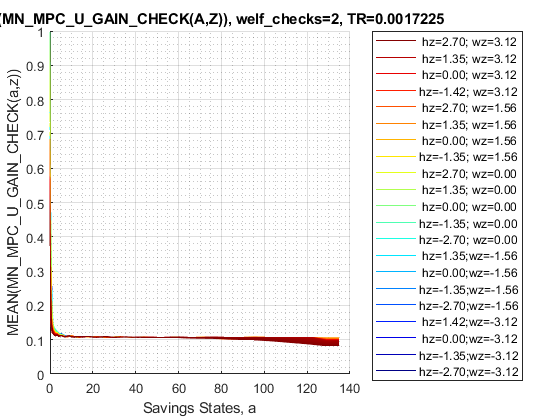 (MN_MPC_U_GAIN_CHECK(A,Z)), welf_checks=2, TR=0.0017225
MEAN(MN_MPC_U_GAIN_CHECK(a,z))
1
0.9
0.8
0.7
0.6
0.5
0.4
0.3
0.2
0.1
0
0 20 40 60 80 100 120 140
Savings States, a
hz=2.70; wz=3.12
hz=1.35; wz=3.12
hz=0.00; wz=3.12
hz=-1.42; wz=3.12
hz=2.70; wz=1.56
hz=1.35; wz=1.56
hz=0.00; wz=1.56
hz=-1.35; wz=1.56
hz=2.70; wz=0.00
hz=1.35; wz=0.00
hz=0.00; wz=0.00
hz=-1.35; wz=0.00
hz=-2.70; wz=0.00
hz=1.35;wz=-1.56
hz=0.00;wz=-1.56
hz=-1.35;wz=-1.56
hz=-2.70;wz=-1.56
hz=1.42;wz=-3.12
hz=0.00;wz=-3.12
hz=-1.35;wz=-3.12
hz=-2.70;wz=-3.12